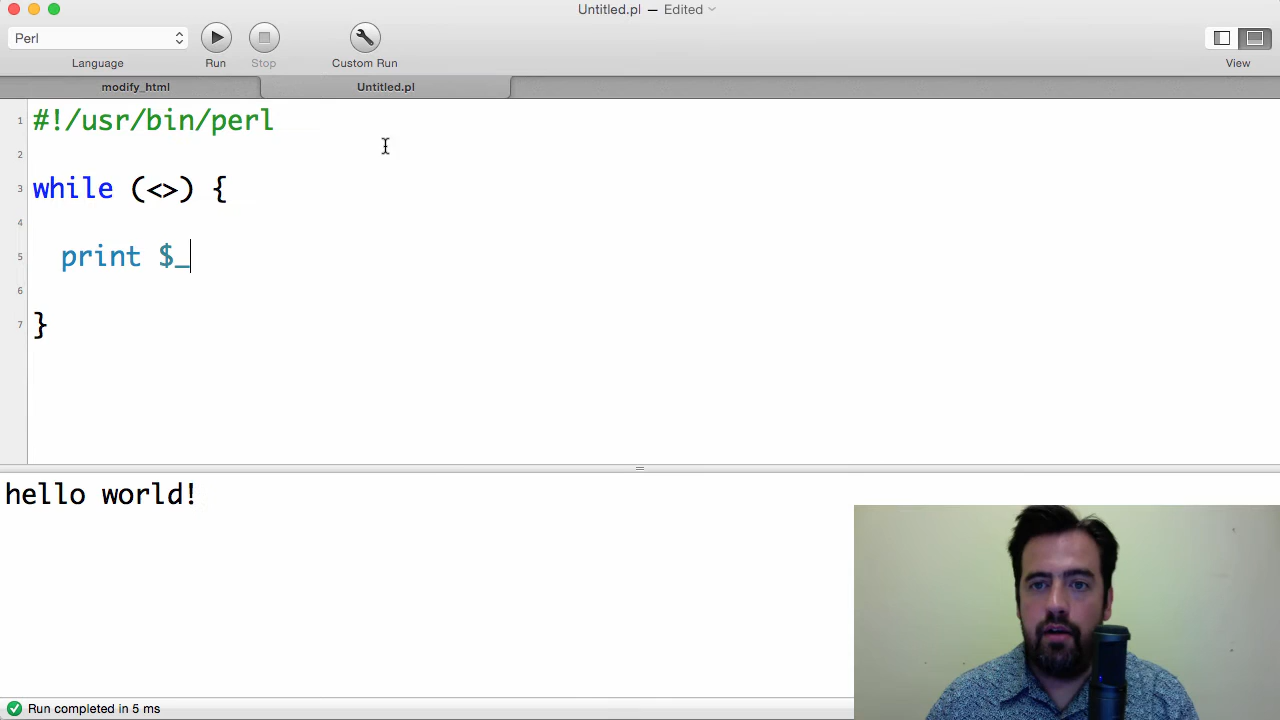 Untitled.pl — Edited
Perl
Language
Run
Stop
Custom Run
View
modify_html
Untitled.pl
1 #!/usr/bin/perl
2
3 while (<>) {
4
5 print $_
6
7 }
hello world!
Run completed in 5 ms